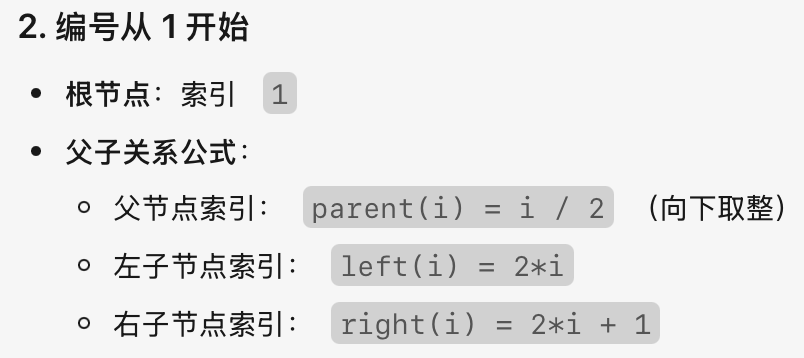 2. 编号从 1 开始
• 根节点：索引 1
• 父子关系公式：
○ 父节点索引： parent(i) = i / 2 （向下取整）
○ 左子节点索引： left(i) = 2*i
○ 右子节点索引： right(i) = 2*i + 1